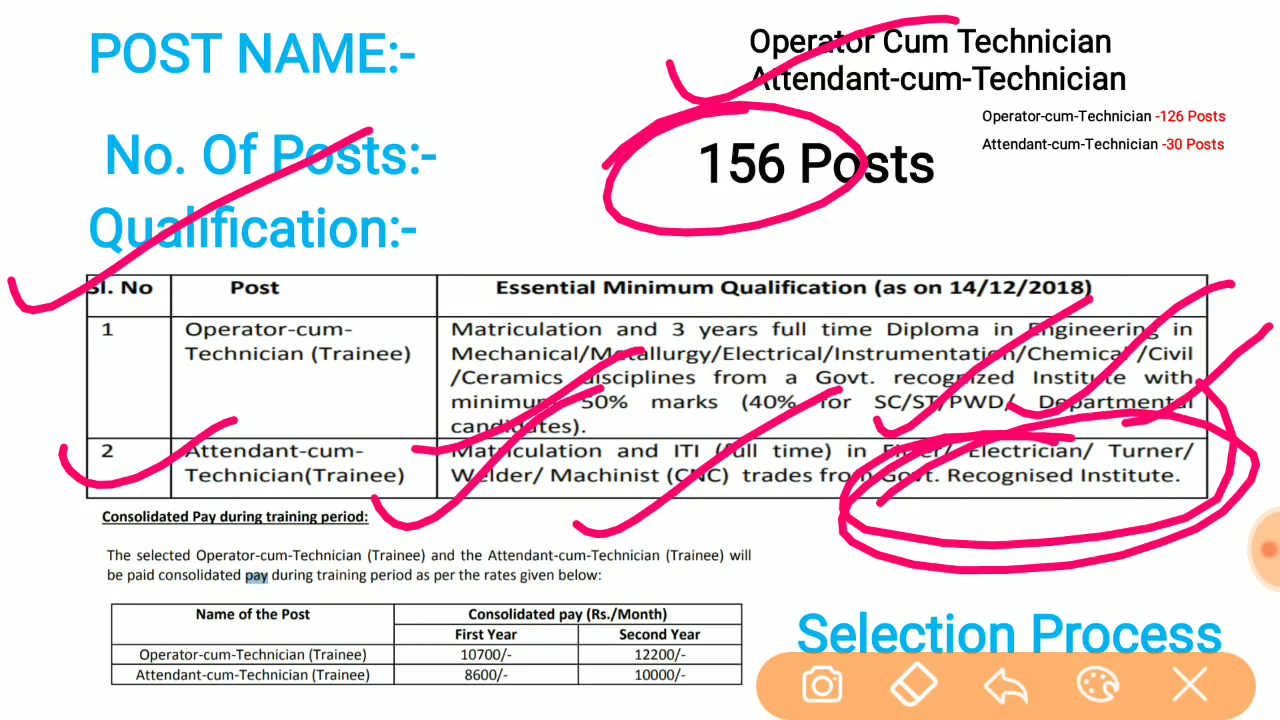 POST NAME:-
Operator Cum Technician
Attendant-cum-Technician
Operator-cum-Technician -126 Posts
Attendant-cum-Technician -30 Posts
No. Of Posts:-
156 Posts
Qualification:-
Sl. No Post Essential Minimum Qualification (as on 14/12/2018)
1 Operator-cum-Technician (Trainee) Matriculation and 3 years full time Diploma in Engineering in
Mechanical/Metallurgy/Electrical/Instrumentation/Chemical /Civil
/Ceramics disciplines from a Govt. recognized Institute with
minimum 50% marks (40% for SC/ST/PWD/ Departmental
candidates).
2 Attendant-cum-Technician(Trainee) Matriculation and ITI (full time) in Fitter/ Electrician/ Turner/
Welder/ Machinist (CNC) trades from Govt. Recognised Institute.
Consolidated Pay during training period:
The selected Operator-cum-Technician (Trainee) and the Attendant-cum-Technician (Trainee) will
be paid consolidated pay during training period as per the rates given below:
Name of the Post Consolidated pay (Rs./Month)
First Year Second Year
Operator-cum-Technician (Trainee) 10700/- 12200/-
Attendant-cum-Technician (Trainee) 8600/- 10000/-
Selection Process